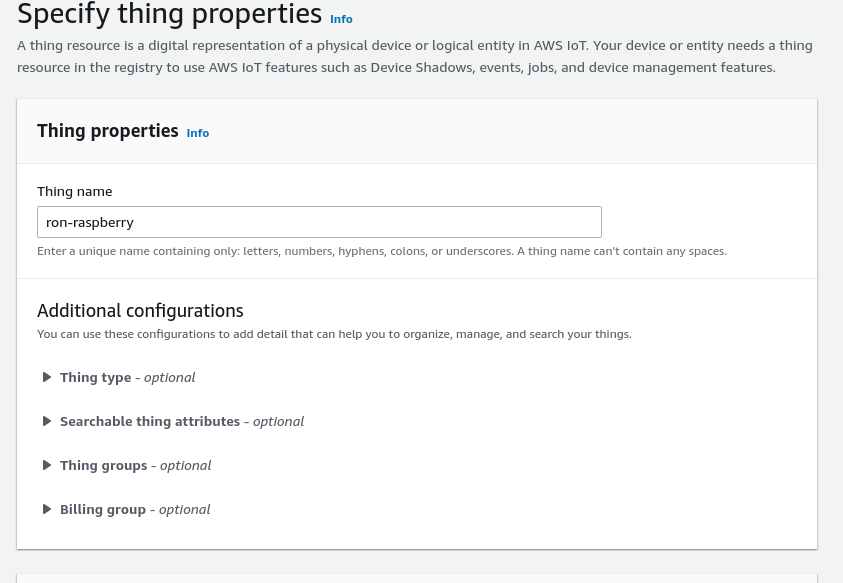 Specify thing properties Info
A thing resource is a digital representation of a physical device or logical entity in AWS IoT. Your device or entity needs a thing
resource in the registry to use AWS IoT features such as Device Shadows, events, jobs, and device management features.
Thing properties Info
Thing name
ron-raspberry
Enter a unique name containing only: letters, numbers, hyphens, colons, or underscores. A thing name can't contain any spaces.
Additional configurations
You can use these configurations to add detail that can help you to organize, manage, and search your things.
Thing type - optional
Searchable thing attributes - optional
Thing groups - optional
Billing group - optional